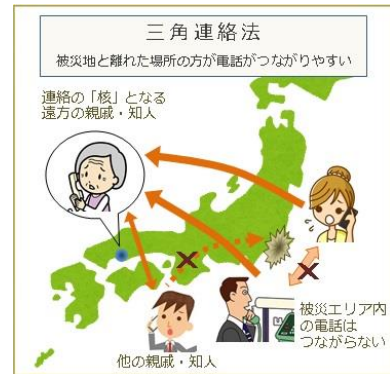 三角連絡法
被災地と離れた場所の方が電話がつながりやすい
連絡の「核」となる
遠方の親戚・知人
被災エリア内
の電話は
つながらない
他の親戚・知人